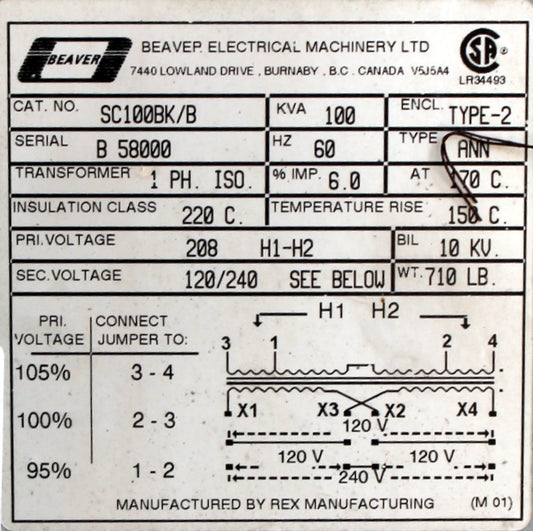 BEAVER
BEAVER ELECTRICAL MACHINERY LTD
7440 LOWLAND DRIVE, BURNABY, B.C. CANADA V5J5A4
CSA ®
LR34493
CAT. NO. SC100BK/B KVA 100 ENCL. TYPE-2
SERIAL B 58000 HZ 60 TYPE ANN
TRANSFORMER 1 PH. ISO. % IMP. 6.0 AT 170 C.
INSULATION CLASS 220 C. TEMPERATURE RISE 150 C.
PRI.VOLTAGE 208 H1-H2 BIL 10 KV.
SEC.VOLTAGE 120/240 SEE BELOW WT. 710 LB.
PRI. VOLTAGE CONNECT JUMPER TO:
105% 3 - 4
100% 2 - 3
95% 1 - 2
H1 H2
3 1 2 4
X1 X3 X2 X4
120 V
120 V 120 V
240 V
MANUFACTURED BY REX MANUFACTURING (M 01)